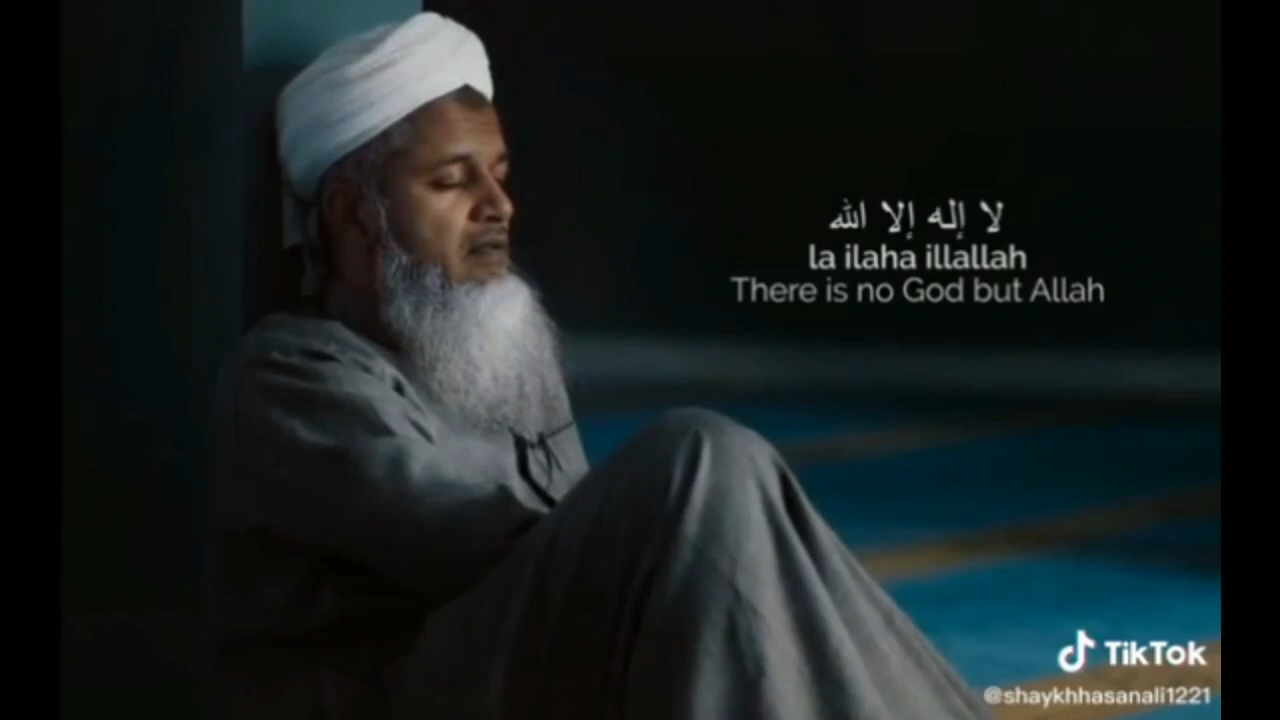 لا إله إلا الله
la ilaha illallah
There is no God but Allah
TikTok
@shaykhhasanali1221